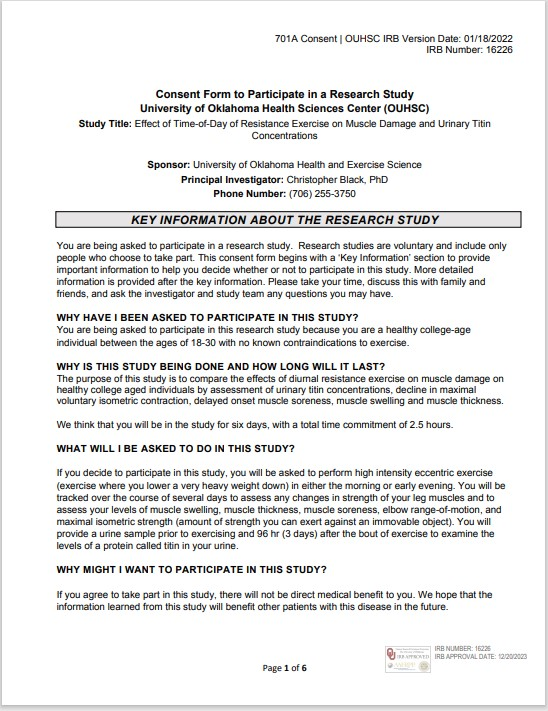 701A Consent | OUHSC IRB Version Date: 01/18/2022
IRB Number: 16226
Consent Form to Participate in a Research Study
University of Oklahoma Health Sciences Center (OUHSC)
Study Title: Effect of Time-of-Day of Resistance Exercise on Muscle Damage and Urinary Titin
Concentrations
Sponsor: University of Oklahoma Health and Exercise Science
Principal Investigator: Christopher Black, PhD
Phone Number: (706) 255-3750
KEY INFORMATION ABOUT THE RESEARCH STUDY
You are being asked to participate in a research study. Research studies are voluntary and include only
people who choose to take part. This consent form begins with a ‘Key Information’ section to provide
important information to help you decide whether or not to participate in this study. More detailed
information is provided after the key information. Please take your time, discuss this with family and
friends, and ask the investigator and study team any questions you may have.
WHY HAVE I BEEN ASKED TO PARTICIPATE IN THIS STUDY?
You are being asked to participate in this research study because you are a healthy college-age
individual between the ages of 18-30 with no known contraindications to exercise.
WHY IS THIS STUDY BEING DONE AND HOW LONG WILL IT LAST?
The purpose of this study is to compare the effects of diurnal resistance exercise on muscle damage on
healthy college aged individuals by assessment of urinary titin concentrations, decline in maximal
voluntary isometric contraction, delayed onset muscle soreness, muscle swelling and muscle thickness.
We think that you will be in the study for six days, with a total time commitment of 2.5 hours.
WHAT WILL I BE ASKED TO DO IN THIS STUDY?
If you decide to participate in this study, you will be asked to perform high intensity eccentric exercise
(exercise where you lower a very heavy weight down) in either the morning or early evening. You will be
tracked over the course of several days to assess any changes in strength of your leg muscles and to
assess your levels of muscle swelling, muscle thickness, muscle soreness, elbow range-of-motion, and
maximal isometric strength (amount of strength you can exert against an immovable object). You will
provide a urine sample prior to exercising and 96 hr (3 days) after the bout of exercise to examine the
levels of a protein called titin in your urine.
WHY MIGHT I WANT TO PARTICIPATE IN THIS STUDY?
If you agree to take part in this study, there will not be direct medical benefit to you. We hope that the
information learned from this study will benefit other patients with this disease in the future.
Page 1 of 6
IRB APPROVED
IRB NUMBER: 16226
IRB APPROVAL DATE: 12/20/2023